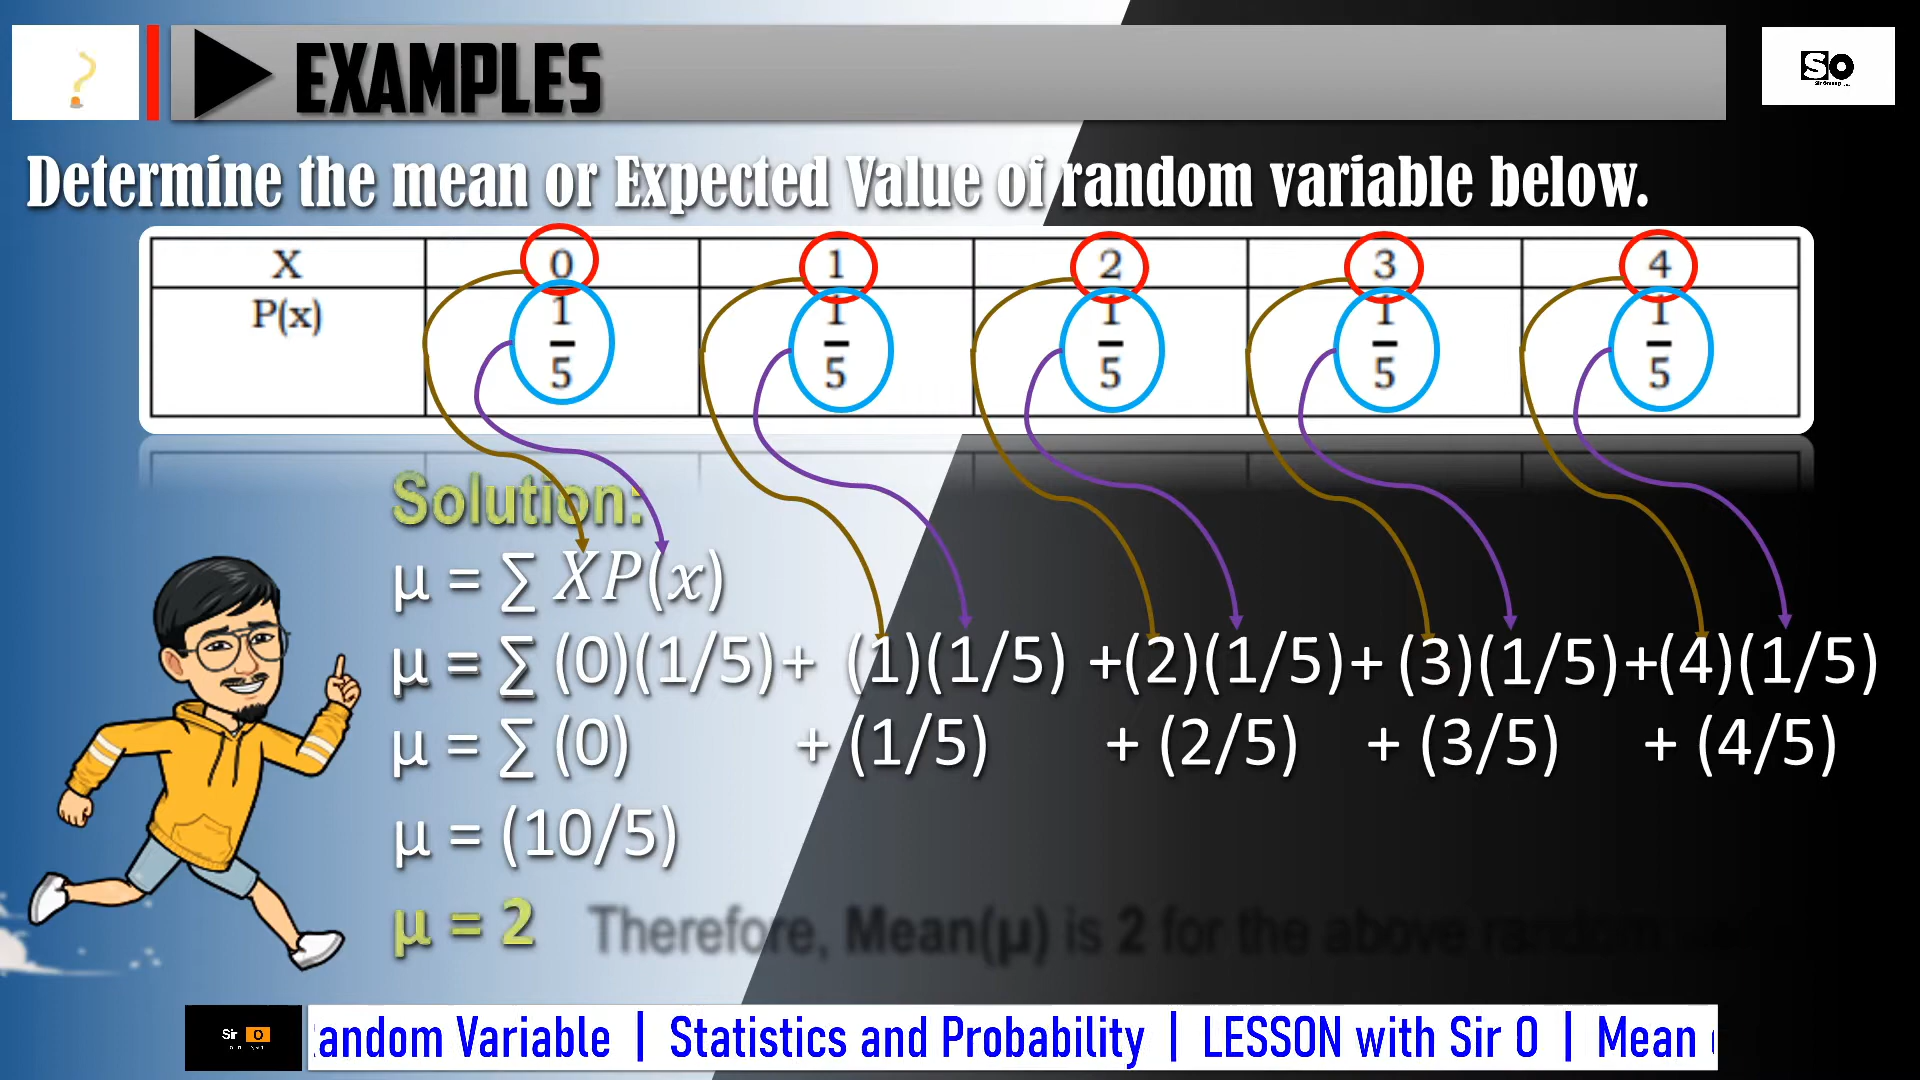 ?
EXAMPLES
SO
Determine the mean or Expected Value of random variable below.
X 0 1 2 3 4
P(x) 1/5 1/5 1/5 1/5 1/5
Solution:
μ = ∑ XP(x)
μ = ∑ (0)(1/5)+ (1)(1/5) +(2)(1/5)+ (3)(1/5)+(4)(1/5)
μ = ∑ (0) + (1/5) + (2/5) + (3/5) + (4/5)
μ = (10/5)
μ = 2 Therefore, Mean(μ) is 2 for the above random
Sir O
andom Variable | Statistics and Probability | LESSON with Sir O | Mean